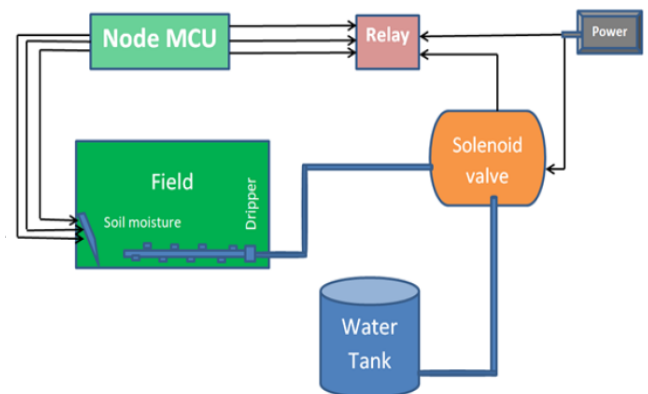 Node MCU
Relay
Power
Solenoid
valve
Field
Soil moisture
Dripper
Water
Tank